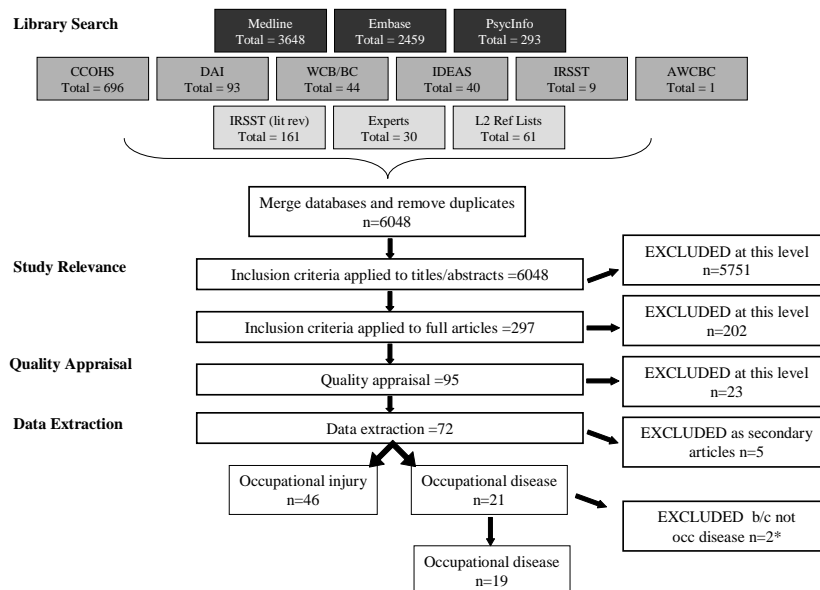 Library Search
Medline
Total = 3648
Embase
Total = 2459
PsycInfo
Total = 293
CCOHS
Total = 696
DAI
Total = 93
WCB/BC
Total = 44
IDEAS
Total = 40
IRSST
Total = 9
AWCBC
Total = 1
IRSST (lit rev)
Total = 161
Experts
Total = 30
L2 Ref Lists
Total = 61
Merge databases and remove duplicates
n=6048
Study Relevance
Inclusion criteria applied to titles/abstracts =6048
EXCLUDED at this level
n=5751
Inclusion criteria applied to full articles =297
EXCLUDED at this level
n=202
Quality Appraisal
Quality appraisal =95
EXCLUDED at this level
n=23
Data Extraction
Data extraction =72
EXCLUDED as secondary
articles n=5
Occupational injury
n=46
Occupational disease
n=21
EXCLUDED b/c not
occ disease n=2*
Occupational disease
n=19